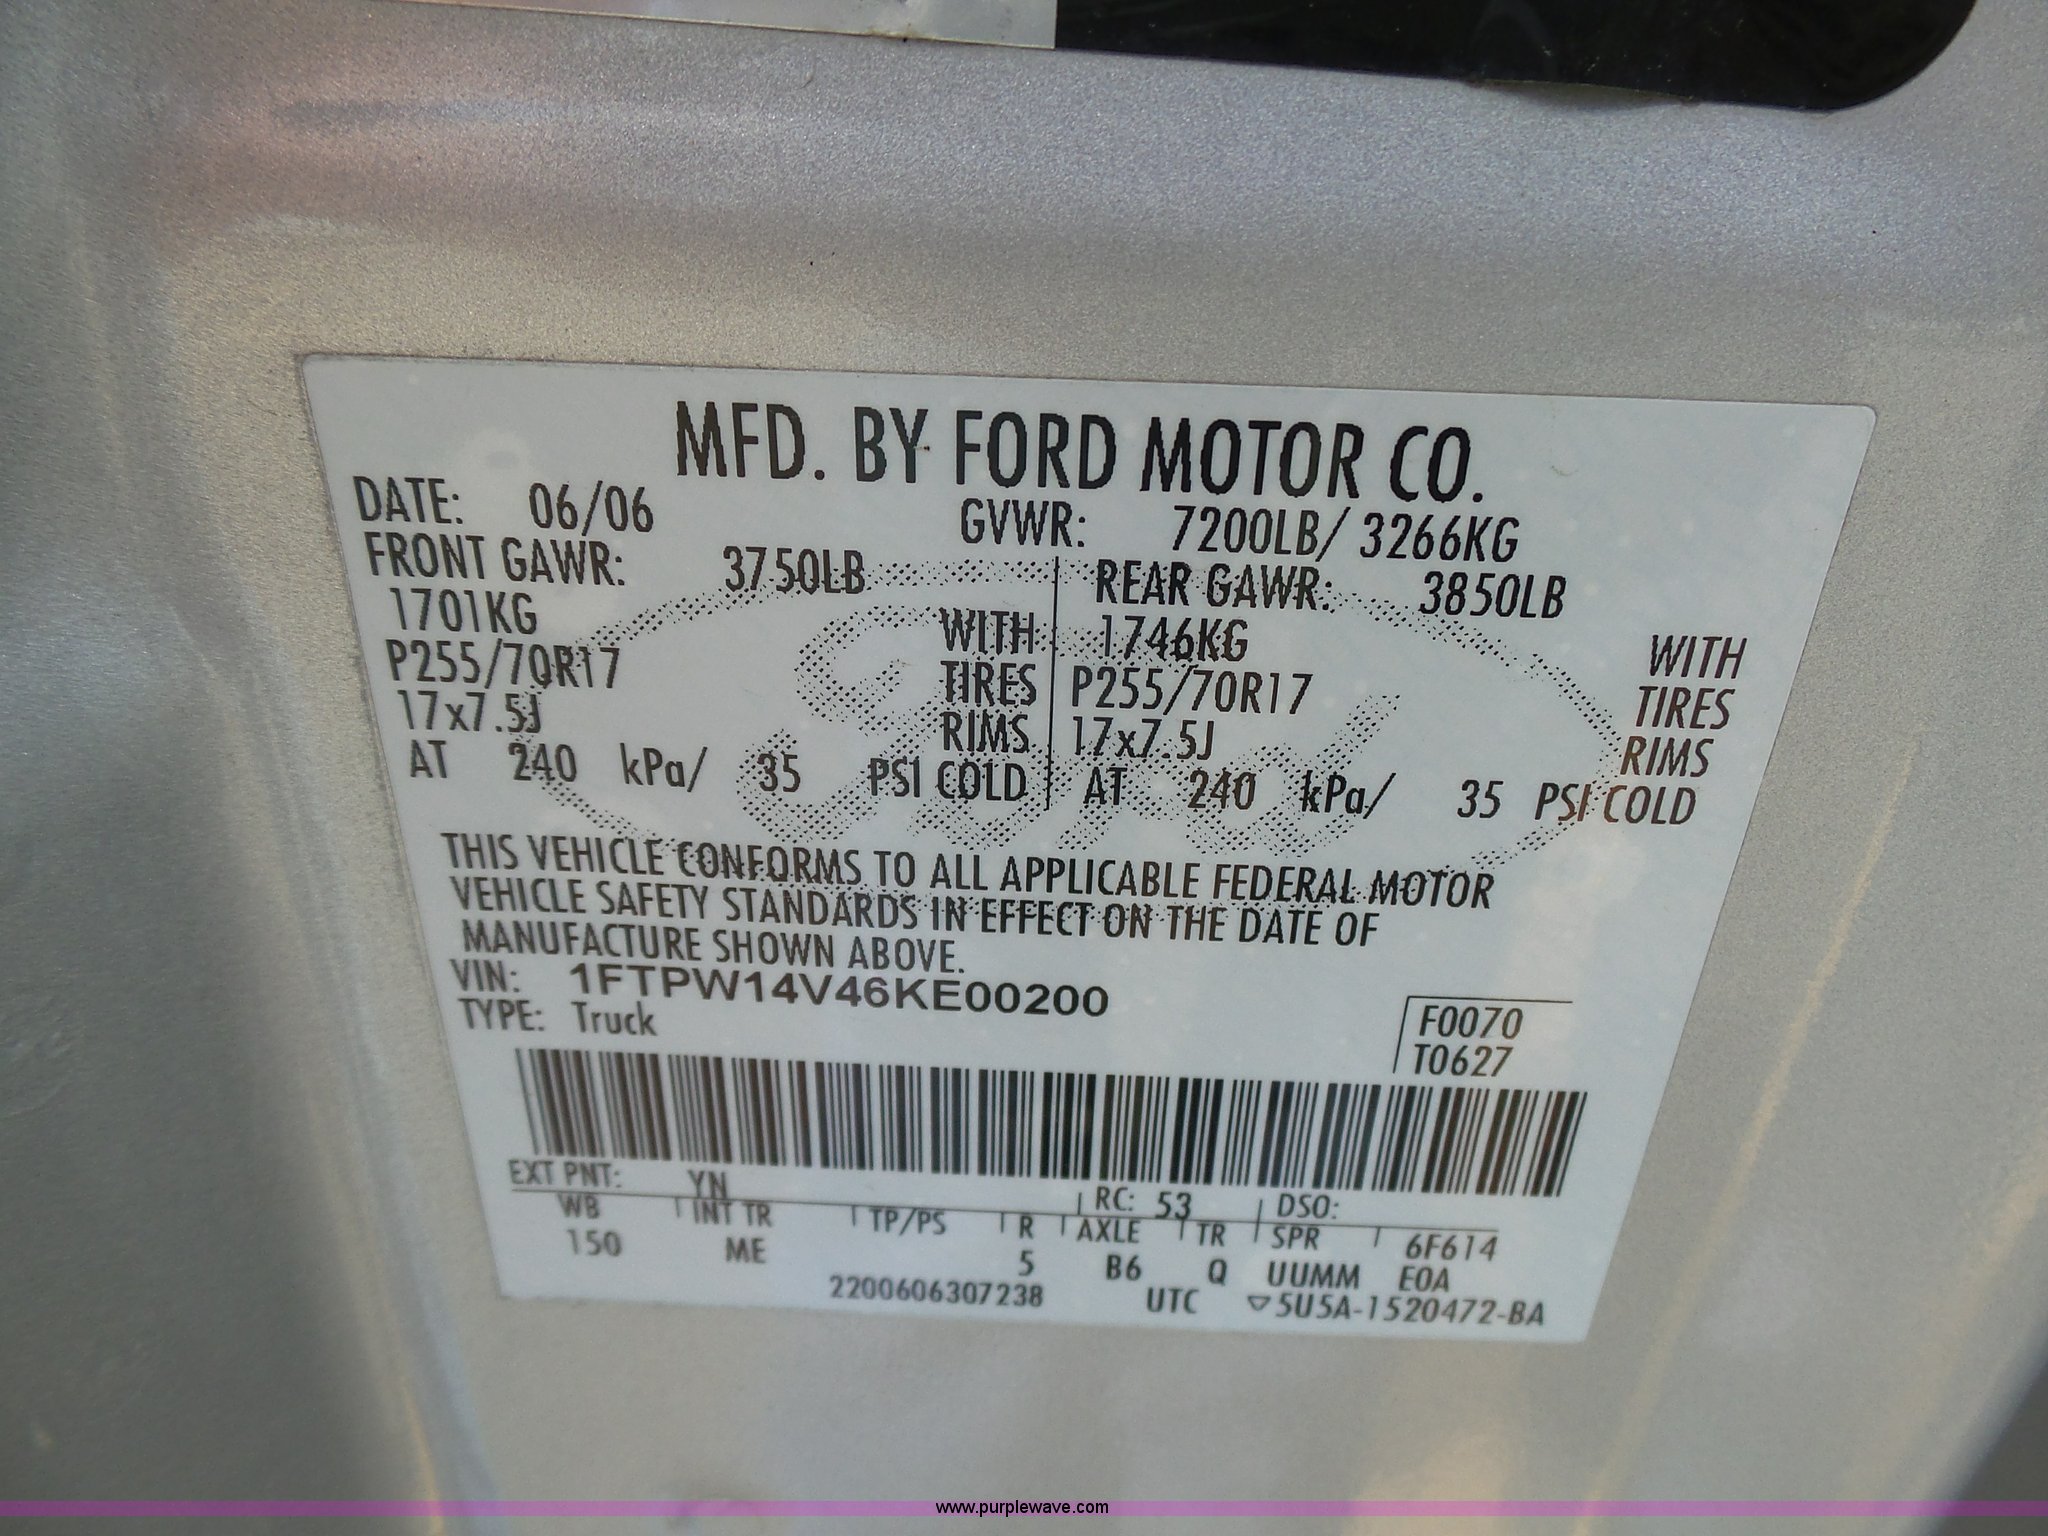 MFD. BY FORD MOTOR CO.
DATE: 06/06 GVWR: 7200LB/ 3266KG
FRONT GAWR: 3750LB REAR GAWR: 3850LB
1701KG WITH 1746KG WITH
P255/70R17 TIRES P255/70R17 TIRES
17x7.5J RIMS 17x7.5J RIMS
AT 240 kPa/ 35 PSI COLD AT 240 kPa/ 35 PSI COLD
THIS VEHICLE CONFORMS TO ALL APPLICABLE FEDERAL MOTOR
VEHICLE SAFETY STANDARDS IN EFFECT ON THE DATE OF
MANUFACTURE SHOWN ABOVE.
VIN: 1FTPW14V46KE00200
TYPE: Truck
F0070
T0627
EXT PNT: YN RC: 53 DSO:
WB INT TR TP/PS R AXLE TR SPR 6F614
150 ME 5 B6 Q UUMM E0A
2200606307238 UTC ▽5U5A-1520472-BA
www.purplewave.com